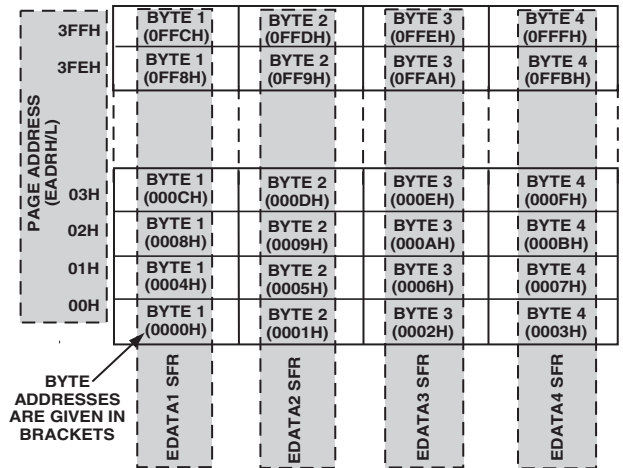 3FFH
BYTE 1
(0FFCH)
BYTE 2
(0FFDH)
BYTE 3
(0FFEH)
BYTE 4
(0FFFH)
3FEH
BYTE 1
(0FF8H)
BYTE 2
(0FF9H)
BYTE 3
(0FFAH)
BYTE 4
(0FFBH)
PAGE ADDRESS
(EADRH/L)
03H
BYTE 1
(000CH)
BYTE 2
(000DH)
BYTE 3
(000EH)
BYTE 4
(000FH)
02H
BYTE 1
(0008H)
BYTE 2
(0009H)
BYTE 3
(000AH)
BYTE 4
(000BH)
01H
BYTE 1
(0004H)
BYTE 2
(0005H)
BYTE 3
(0006H)
BYTE 4
(0007H)
00H
BYTE 1
(0000H)
BYTE 2
(0001H)
BYTE 3
(0002H)
BYTE 4
(0003H)
BYTE
ADDRESSES
ARE GIVEN IN
BRACKETS
EDATA1 SFR
EDATA2 SFR
EDATA3 SFR
EDATA4 SFR